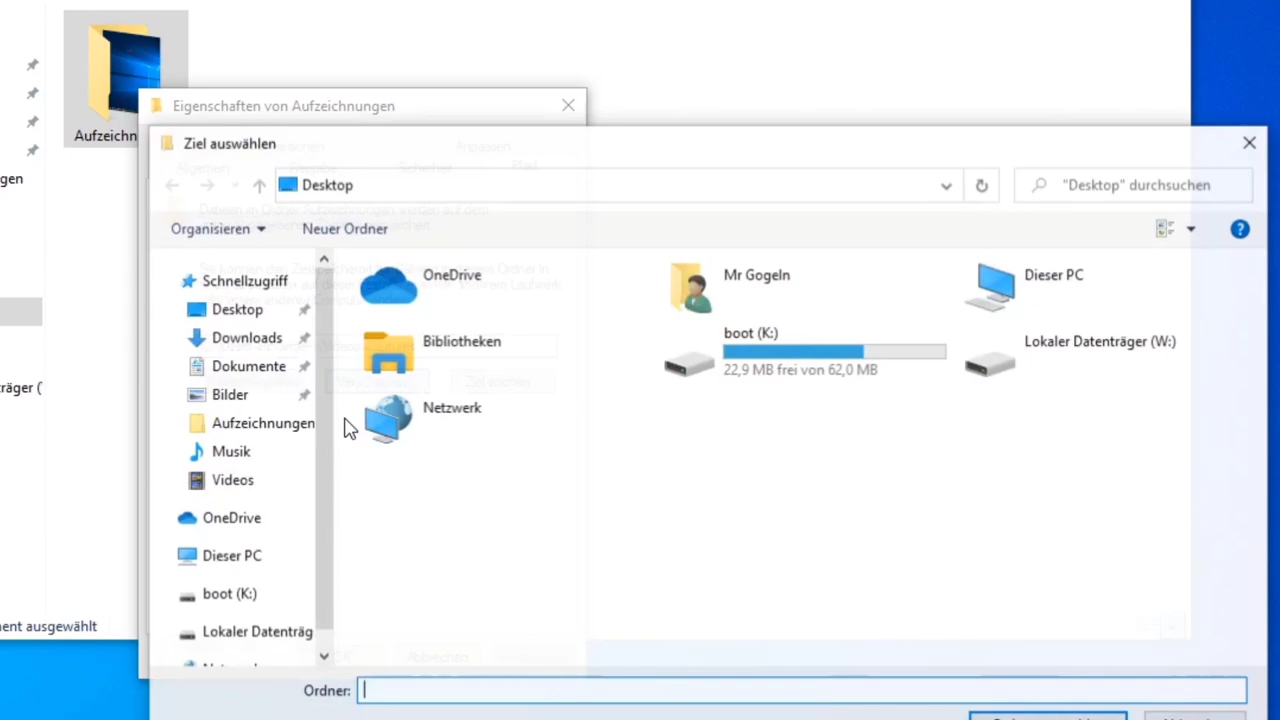 Aufzeichn
Eigenschaften von Aufzeichnungen
Ziel auswählen
Desktop
"Desktop" durchsuchen
Organisieren
Neuer Ordner
gen
träger (
ent ausgewählt
Schnellzugriff
Desktop
Downloads
Dokumente
Bilder
Aufzeichnungen
Musik
Videos
OneDrive
Dieser PC
boot (K:)
Lokaler Datenträg
OneDrive
Mr Gogeln
Dieser PC
Bibliotheken
boot (K:)
22,9 MB frei von 62,0 MB
Lokaler Datenträger (W:)
Netzwerk
Abbrechen
Ordner: